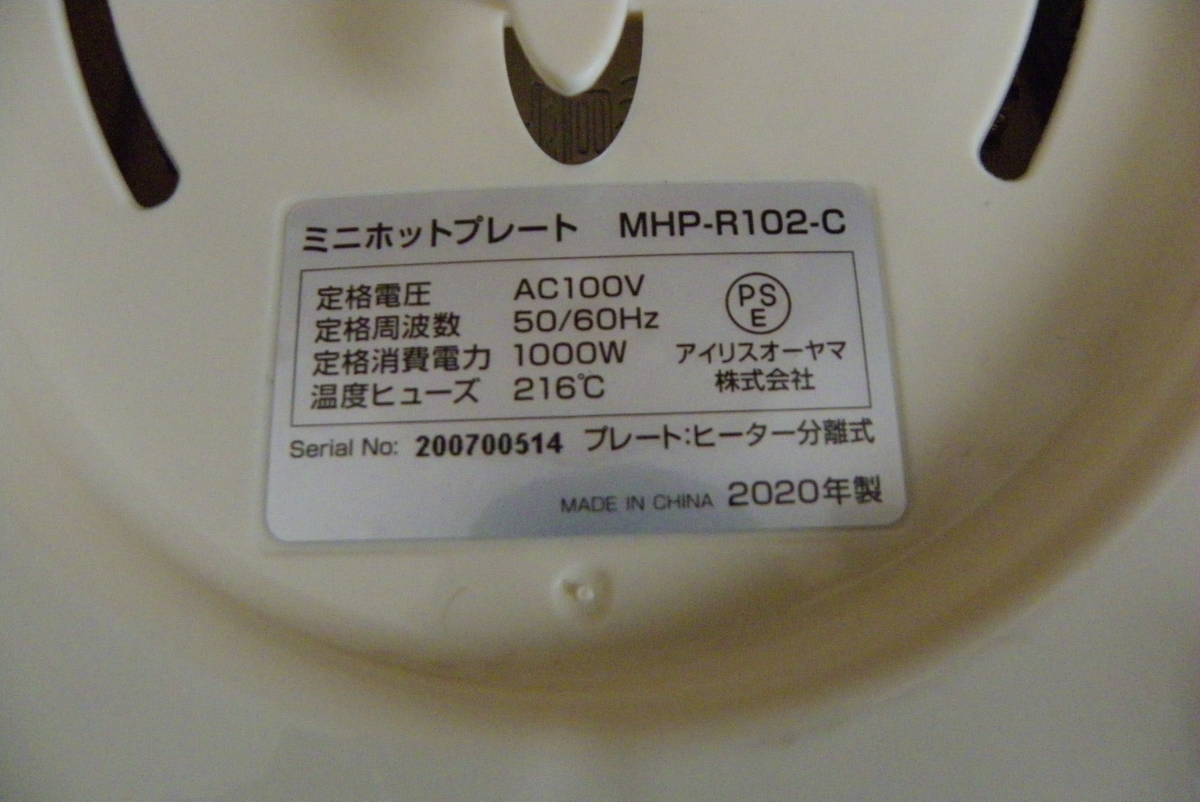 ミニホットプレート MHP-R102-C
定格電圧 AC100V
定格周波数 50/60Hz
定格消費電力 1000W
温度ヒューズ 216℃
PS
E
アイリスオーヤマ
株式会社
Serial No: 200700514 プレート:ヒーター分離式
MADE IN CHINA 2020年製